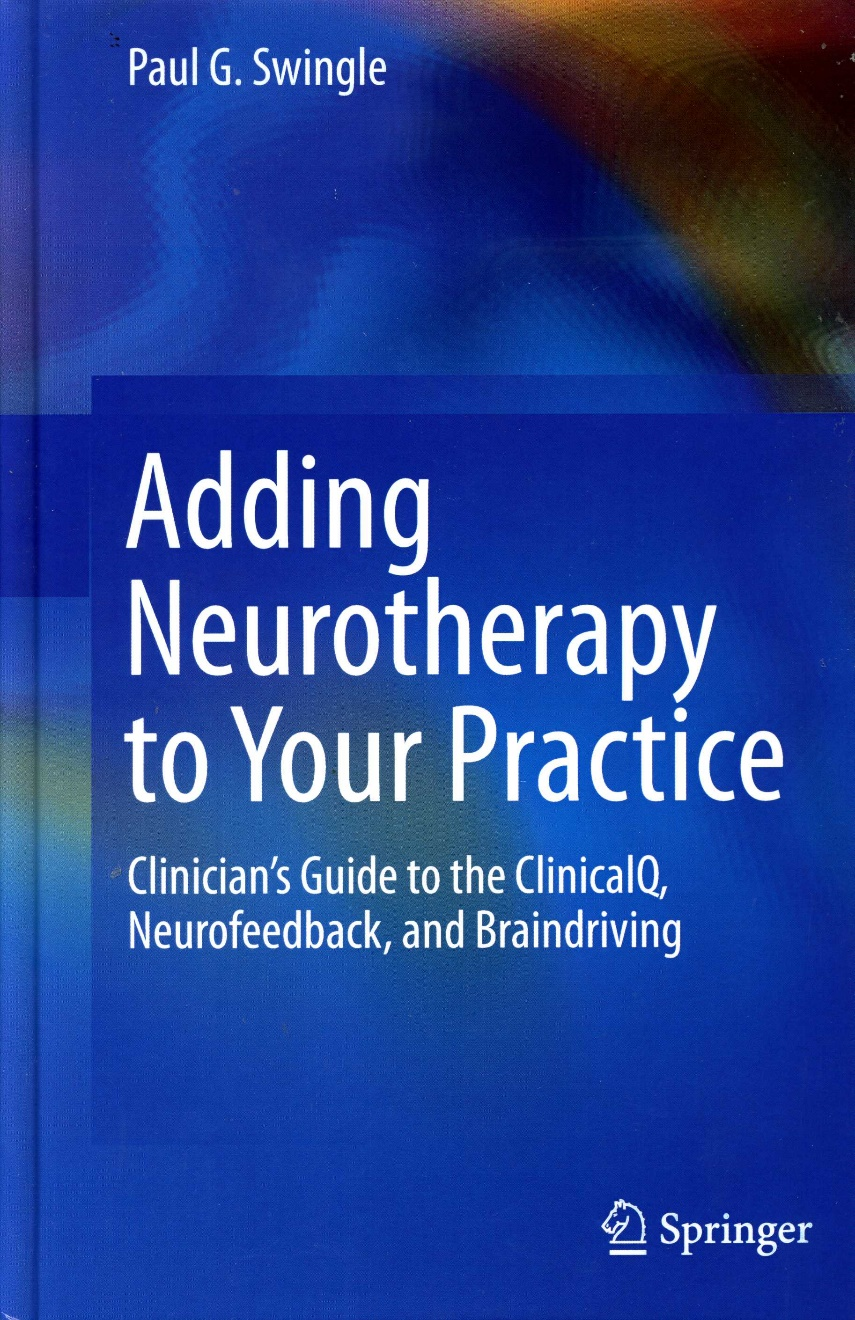 Paul G. Swingle
Adding
Neurotherapy
to Your Practice
Clinician's Guide to the ClinicalQ,
Neurofeedback, and Braindriving
Springer